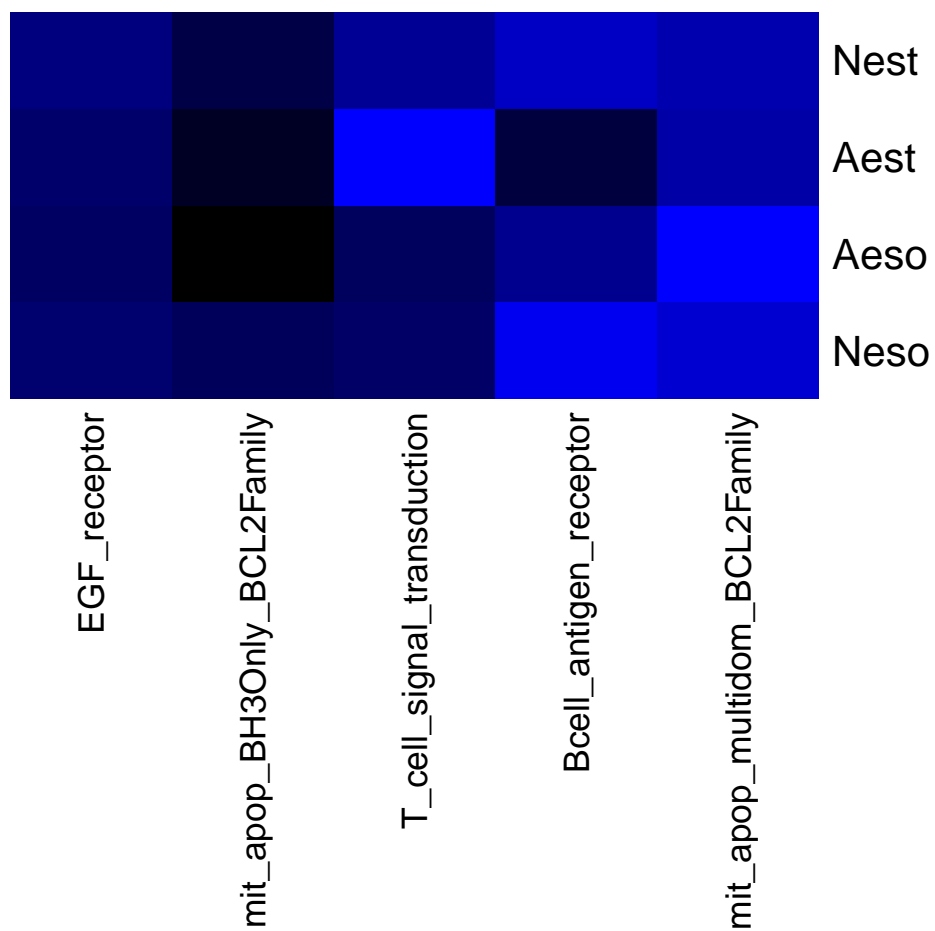 Nest
Aest
Aeso
Neso
EGF_receptor
mit_apop_BH3Only_BCL2Family
T_cell_signal_transduction
Bcell_antigen_receptor
mit_apop_multidom_BCL2Family